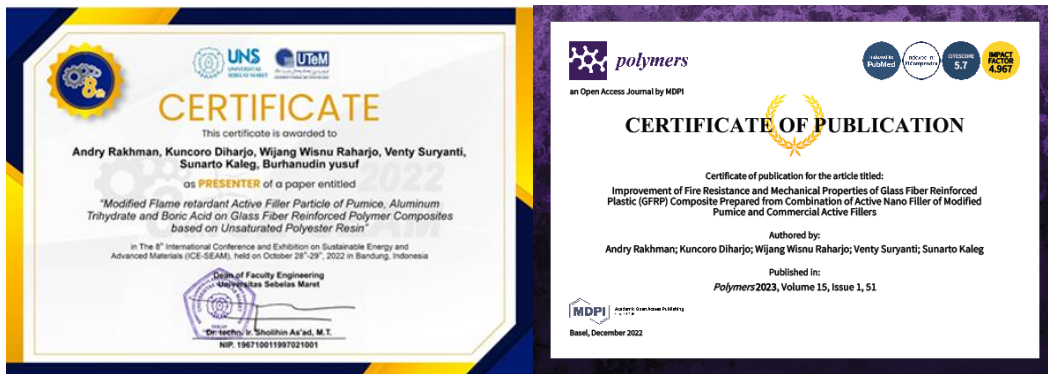 8th
UNS
UNIVERSITAS
SEBELAS MARET
UTeM
CERTIFICATE
This certificate is awarded to
Andry Rakhman, Kuncoro Diharjo, Wijang Wisnu Raharjo, Venty Suryanti,
Sunarto Kaleg, Burhanudin yusuf
as PRESENTER of a paper entitled
2022
"Modified Flame retardant Active Filler Particle of Pumice, Aluminum
Trihydrate and Boric Acid on Glass Fiber Reinforced Polymer Composites
based on Unsaturated Polyester Resin"
in The 8th International Conference and Exhibition on Sustainable Energy and
Advanced Materials (ICE-SEAM), held on October 28th-29th, 2022 in Bandung, Indonesia
Dean of Faculty Engineering
Universitas Sebelas Maret
Dr. techn. Ir. Sholihin As'ad, M.T.
NIP. 196710011997021001
polymers
Indexed in:
PubMed
CITESCORE
5.7
IMPACT
FACTOR
4.967
an Open Access Journal by MDPI
CERTIFICATE OF PUBLICATION
Certificate of publication for the article titled:
Improvement of Fire Resistance and Mechanical Properties of Glass Fiber Reinforced
Plastic (GFRP) Composite Prepared from Combination of Active Nano Filler of Modified
Pumice and Commercial Active Fillers
Authored by:
Andry Rakhman; Kuncoro Diharjo; Wijang Wisnu Raharjo; Venty Suryanti; Sunarto Kaleg
Published in:
Polymers 2023, Volume 15, Issue 1, 51
MDPI
Academic Open Access Publishing
Basel, December 2022